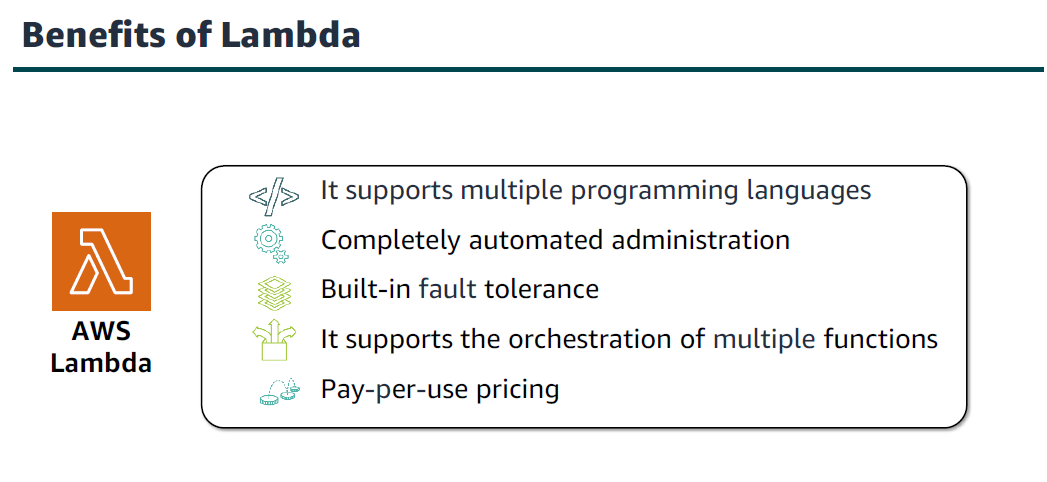 Benefits of Lambda
AWS
Lambda
It supports multiple programming languages
Completely automated administration
Built-in fault tolerance
It supports the orchestration of multiple functions
Pay-per-use pricing